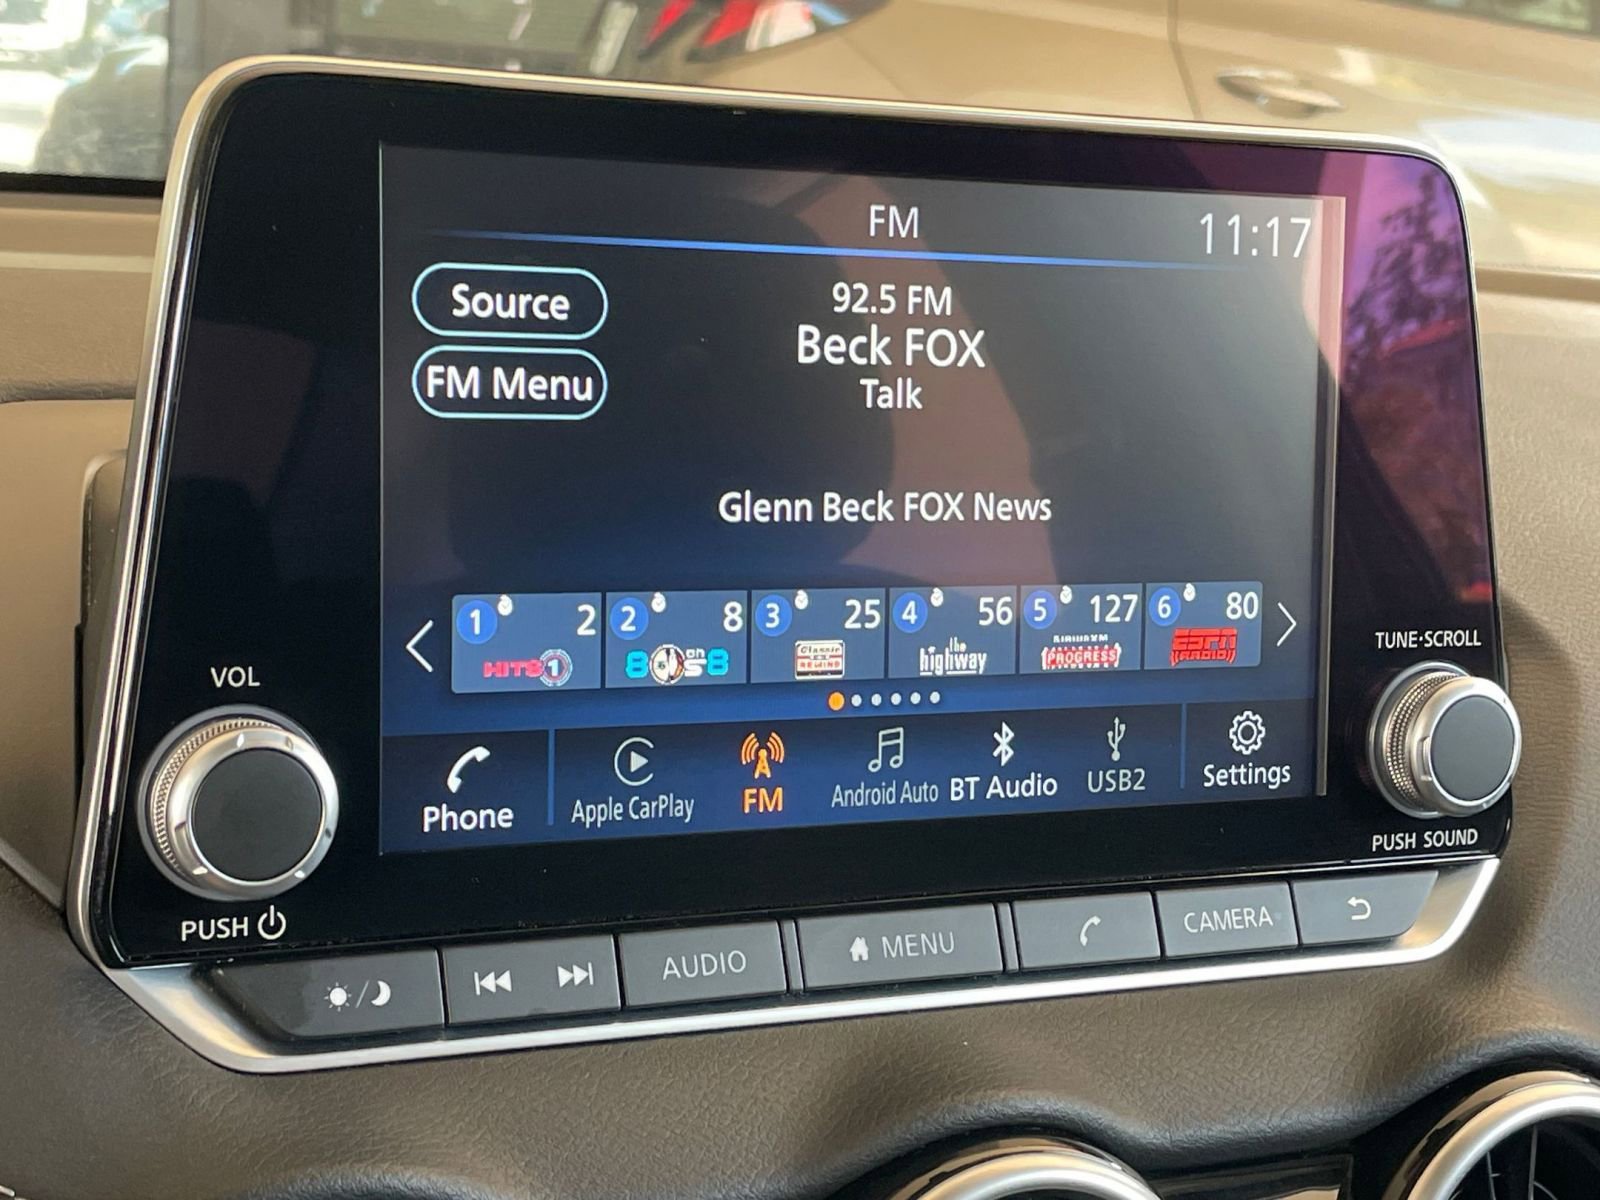 FM
11:17
Source
92.5 FM
Beck FOX
FM Menu
Talk
Glenn Beck FOX News
1 2
HITS 1
2 8
80s on 8
3 25
Classic
REWIND
4 56
the
highway
5 127
SIRIUSXM
PROGRESS
6 80
ESPN
RADIO
Phone
Apple CarPlay
FM
Android Auto
BT Audio
USB2
Settings
VOL
PUSH
TUNE·SCROLL
PUSH SOUND
AUDIO
MENU
CAMERA